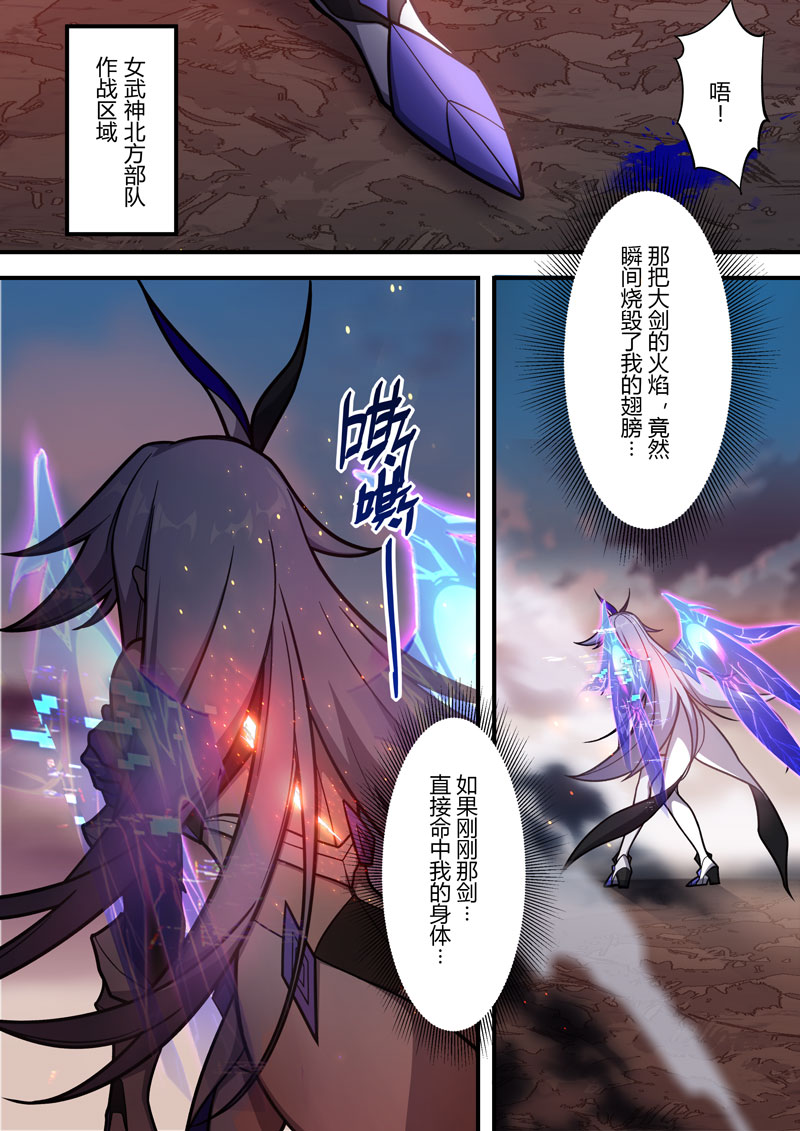 唔！
女武神北方部队
作战区域
那把大剑的火焰，竟然
瞬间烧毁了我的翅膀…
嘶
嘶
如果刚刚那剑…
直接命中我的身体…